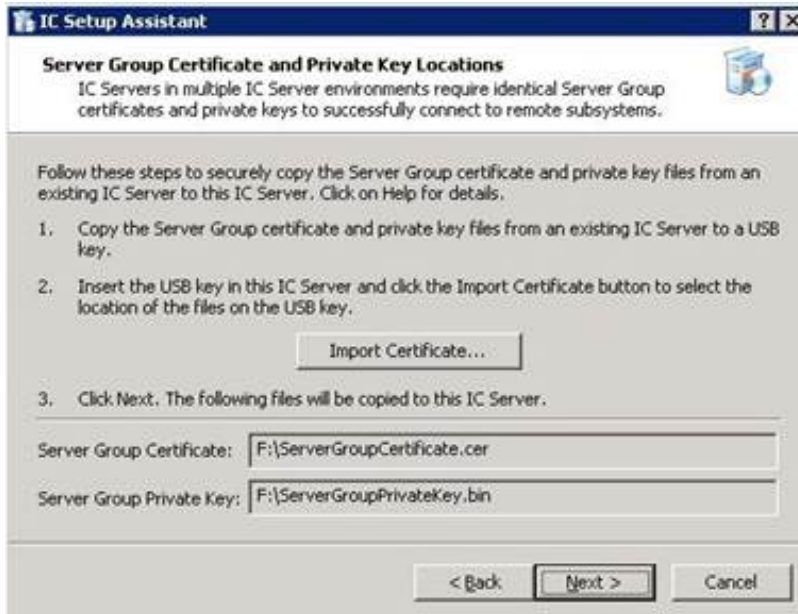 IC Setup Assistant
Server Group Certificate and Private Key Locations
IC Servers in multiple IC Server environments require identical Server Group
certificates and private keys to successfully connect to remote subsystems.
Follow these steps to securely copy the Server Group certificate and private key files from an
existing IC Server to this IC Server. Click on Help for details.
1. Copy the Server Group certificate and private key files from an existing IC Server to a USB
key.
2. Insert the USB key in this IC Server and click the Import Certificate button to select the
location of the files on the USB key.
Import Certificate...
3. Click Next. The following files will be copied to this IC Server.
Server Group Certificate: F:\ServerGroupCertificate.cer
Server Group Private Key: F:\ServerGroupPrivateKey.bin
< Back Next > Cancel